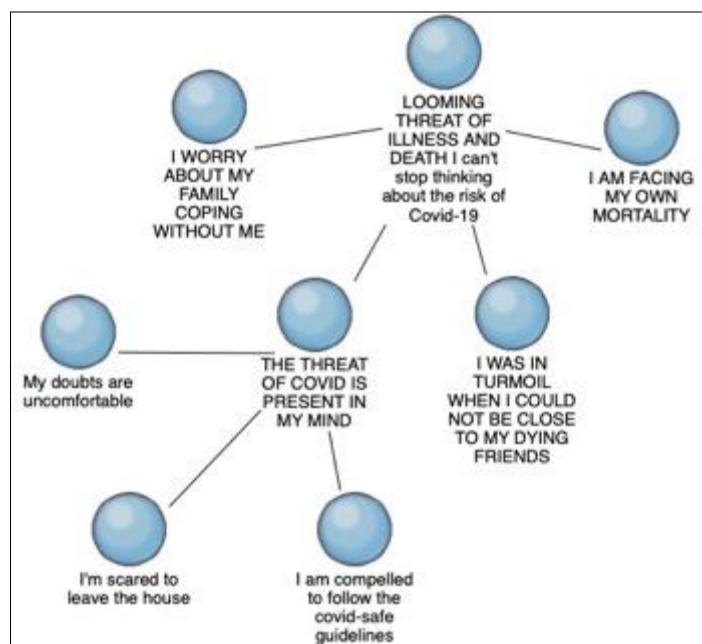 LOOMING
THREAT OF
ILLNESS AND
DEATH I can't
stop thinking
about the risk of
Covid-19
I WORRY
ABOUT MY
FAMILY
COPING
WITHOUT ME
I AM FACING
MY OWN
MORTALITY
THE THREAT
OF COVID IS
PRESENT IN
MY MIND
I WAS IN
TURMOIL
WHEN I COULD
NOT BE CLOSE
TO MY DYING
FRIENDS
My doubts are
uncomfortable
I'm scared to
leave the house
I am compelled
to follow the
covid-safe
guidelines